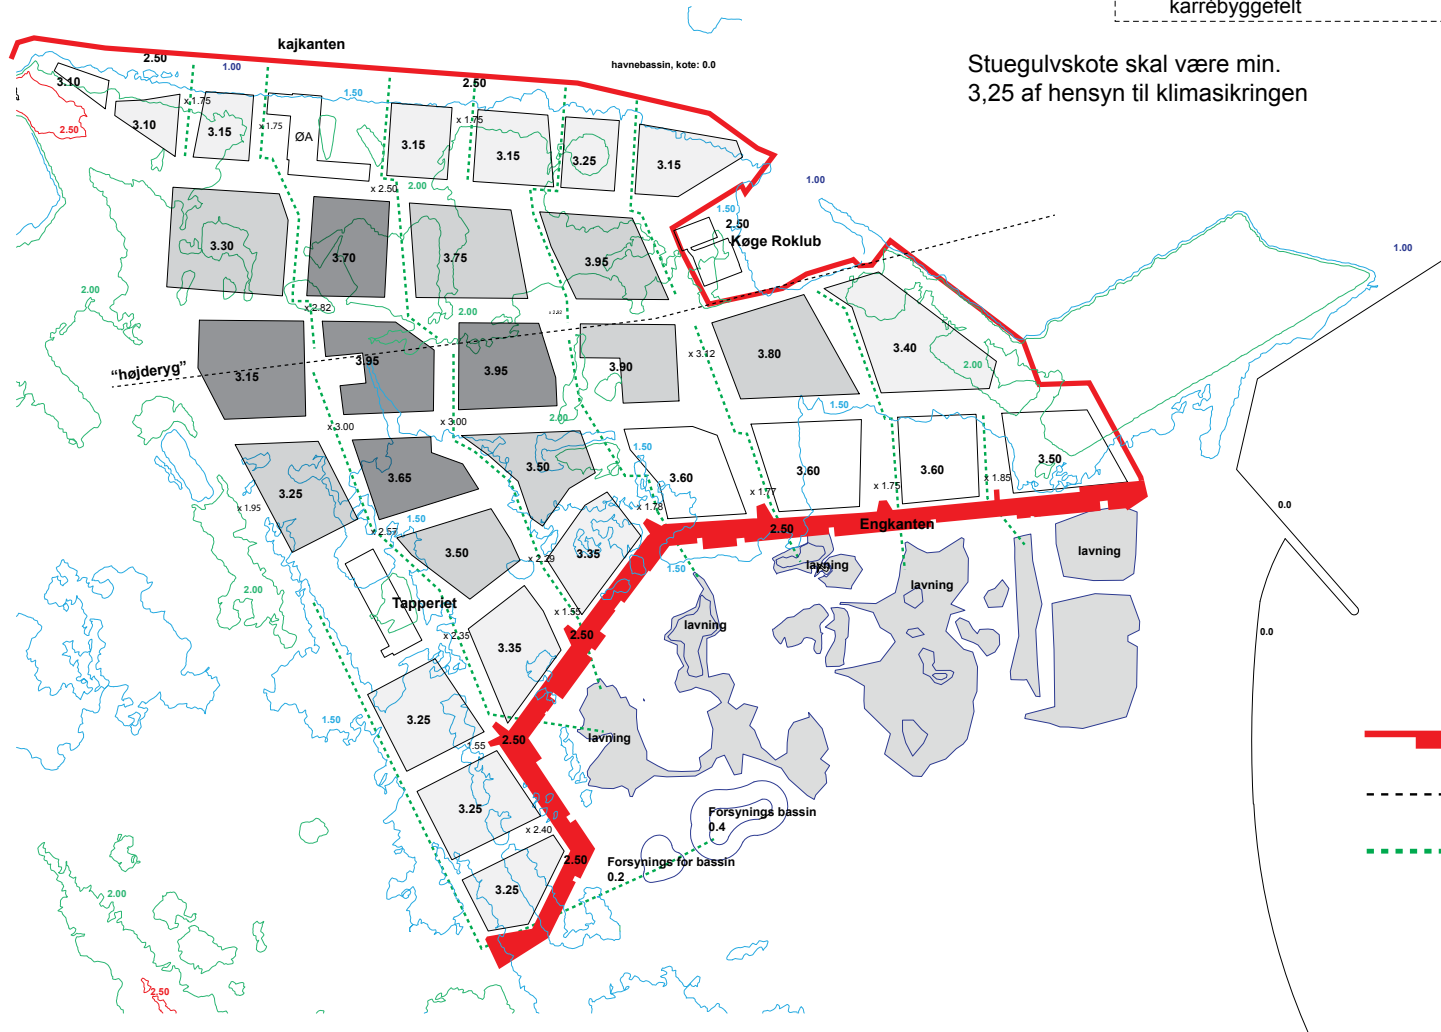 karrébyggefelt
Stuegulvskote skal være min.
3,25 af hensyn til klimasikringen
kajkanten
havnebassin, kote: 0.0
2.50
1.00
2.50
3.10
1.50
x 1.75
2.50
3.10
3.15
x 1.75
ØA
3.15
x 1.75
3.15
3.25
3.15
x 2.50
2.00
1.00
1.50
2.50
Køge Roklub
1.00
3.30
3.70
3.75
3.95
2.00
x 2.82
2.00
x 2.82
"højderyg"
3.15
3.95
3.95
3.90
x 3.12
3.80
3.40
2.00
x 3.00
x 3.00
2.00
1.50
1.50
3.25
3.65
3.50
3.60
3.60
3.60
3.50
x 1.95
x 1.78
x 1.77
x 1.75
x 1.85
0.0
1.50
x 2.57
2.50
Engkanten
3.50
x 2.29
3.35
1.50
lavning
lavning
lavning
2.00
Tapperiet
x 1.55
lavning
x 2.35
2.50
3.35
0.0
1.50
3.25
1.55
2.50
lavning
3.25
x 2.40
Forsynings bassin
0.4
2.50
Forsynings for bassin
0.2
3.25
2.00
2.50